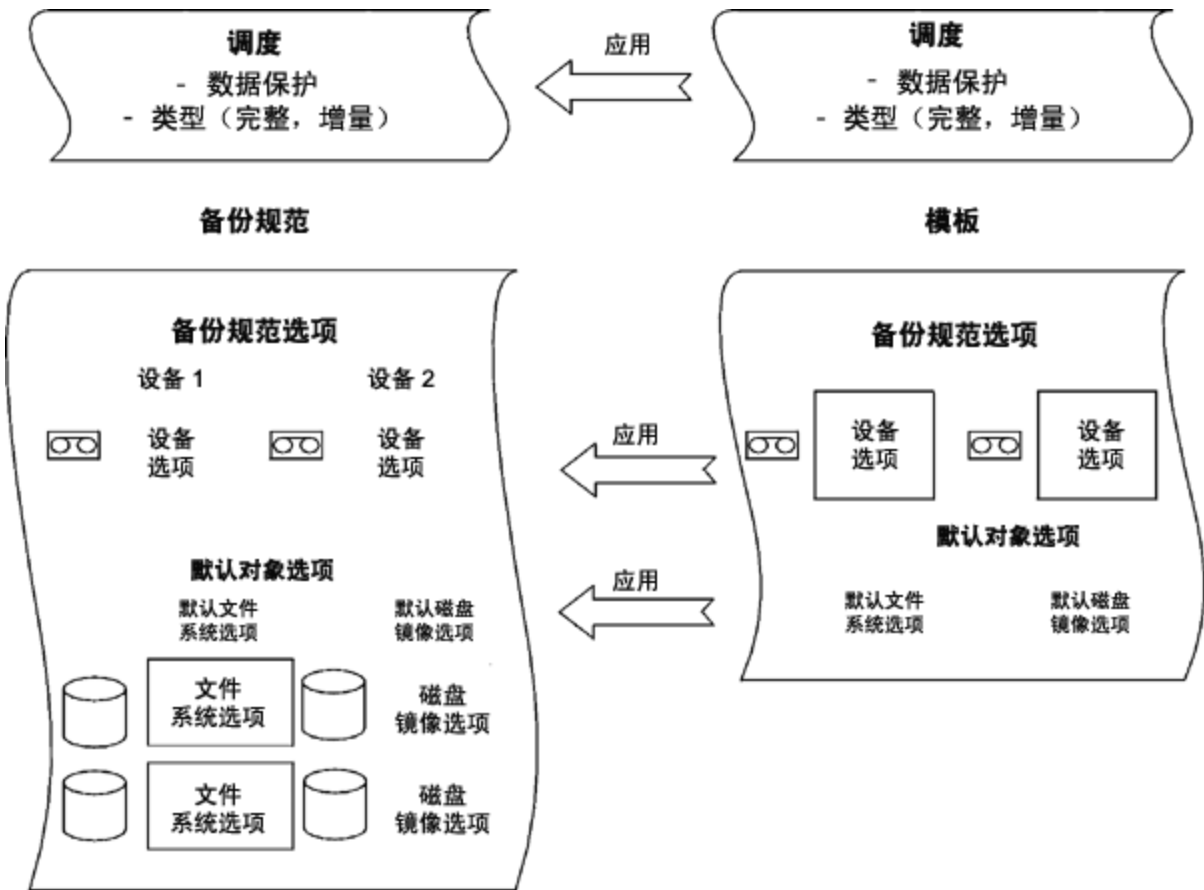 调度
- 数据保护
- 类型（完整，增量）
应用
调度
- 数据保护
- 类型（完整，增量）
备份规范
模板
备份规范选项
设备 1
设备 2
设备
选项
设备
选项
应用
备份规范选项
设备
选项
设备
选项
默认对象选项
默认文件
系统选项
默认磁盘
镜像选项
应用
默认对象选项
默认文件
系统选项
默认磁盘
镜像选项
文件
系统选项
磁盘
镜像选项
文件
系统选项
磁盘
镜像选项